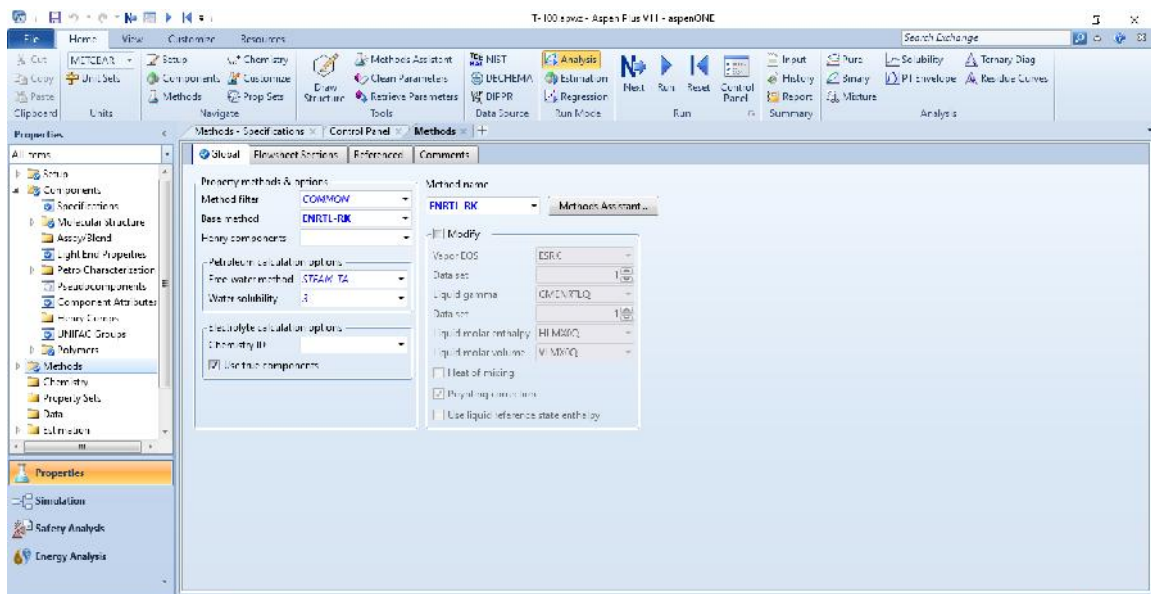 T-100.apwz - Aspen Plus V11 - aspenONE
File Home View Customize Resources Search Exchange
Cut METCBAR Setup Chemistry Methods Assistant NIST Analysis Input Pure Solubility Ternary Diag
Copy Unit Sets Components Customize Clean Parameters DECHEMA Estimation History Binary PT Envelope Residue Curves
Paste Methods Prop Sets Draw Structure Retrieve Parameters DIPPR Regression Next Run Reset Control Panel Report Mixture
Clipboard Units Navigate Tools Data Source Run Mode Run Summary Analysis
Properties Methods - Specifications Control Panel Methods
All Items Global Flowsheet Sections Referenced Comments
Setup
Components
Specifications
Molecular Structure
Assay/Blend
Light End Properties
Petro Characterization
Pseudocomponents
Component Attributes
Henry Comps
UNIFAC Groups
Polymers
Methods
Chemistry
Property Sets
Data
Estimation
Properties
Simulation
Safety Analysis
Energy Analysis
Property methods & options
Method filter COMMON
Base method ENRTL-RK
Henry components
Petroleum calculation options
Free-water method STEAM-TA
Water solubility 3
Electrolyte calculation options
Chemistry ID
Use true components
Method name
ENRTL-RK Methods Assistant...
Modify
Vapor EOS ESRK
Data set 1
Liquid gamma GMENRTLQ
Data set 1
Liquid molar enthalpy HLMX0Q
Liquid molar volume VLMX0Q
Heat of mixing
Poynting correction
Use liquid reference state enthalpy